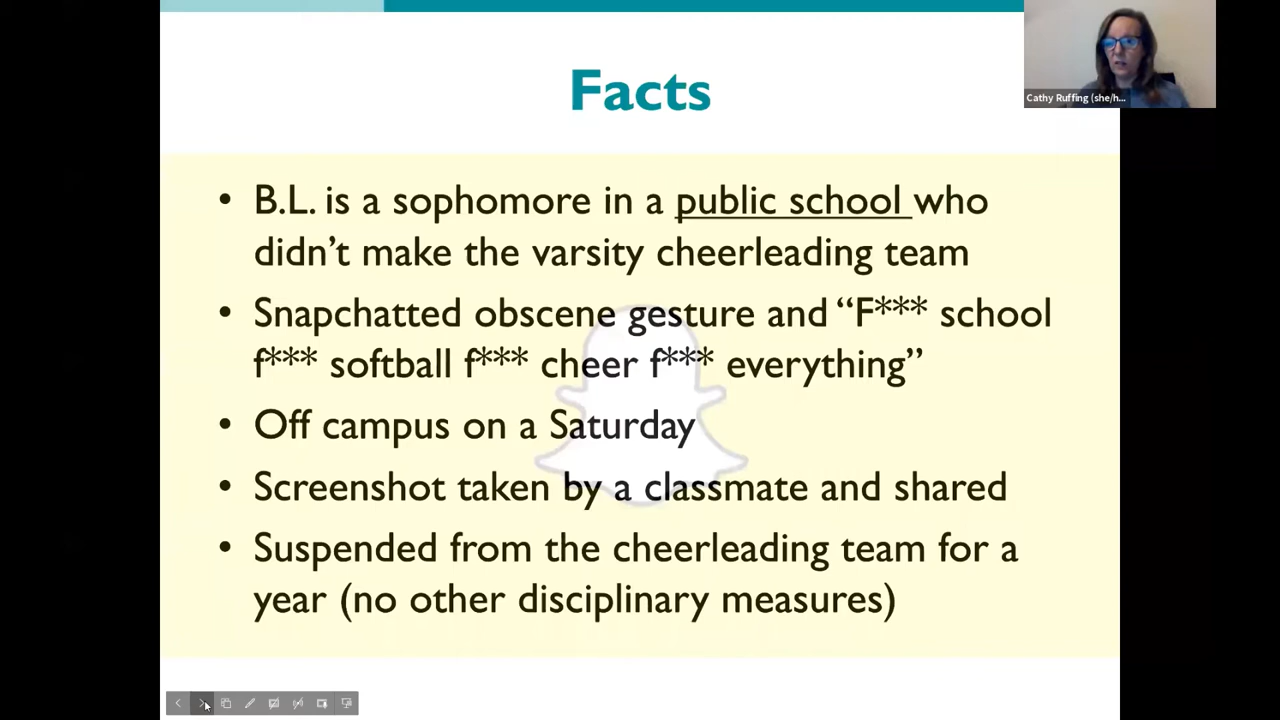 Facts
Cathy Ruffing (she/h...
• B.L. is a sophomore in a public school who
didn’t make the varsity cheerleading team
• Snapchatted obscene gesture and “F*** school
f*** softball f*** cheer f*** everything”
• Off campus on a Saturday
• Screenshot taken by a classmate and shared
• Suspended from the cheerleading team for a
year (no other disciplinary measures)